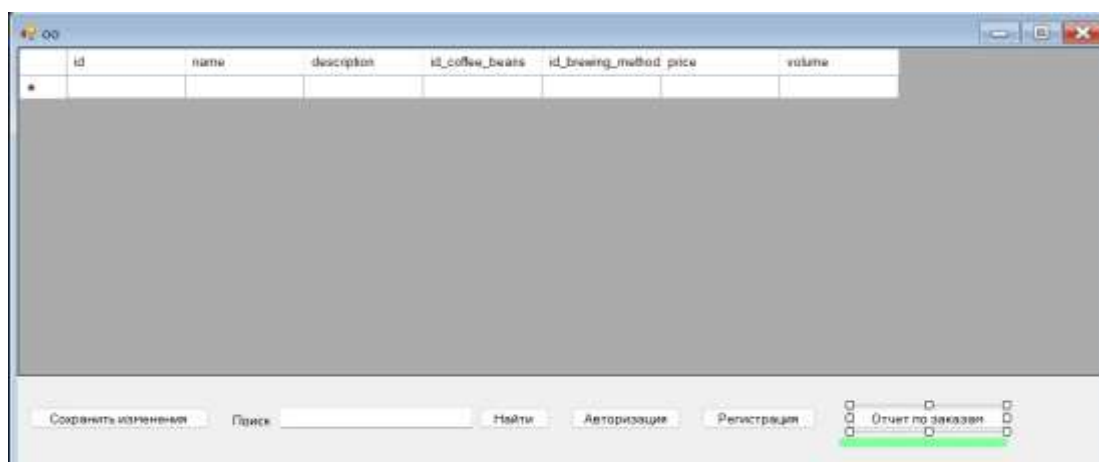 oo
id name description id_coffee_beans id_brewing_method price volume
Сохранить изменения Поиск Найти Авторизация Регистрация Отчет по заказам